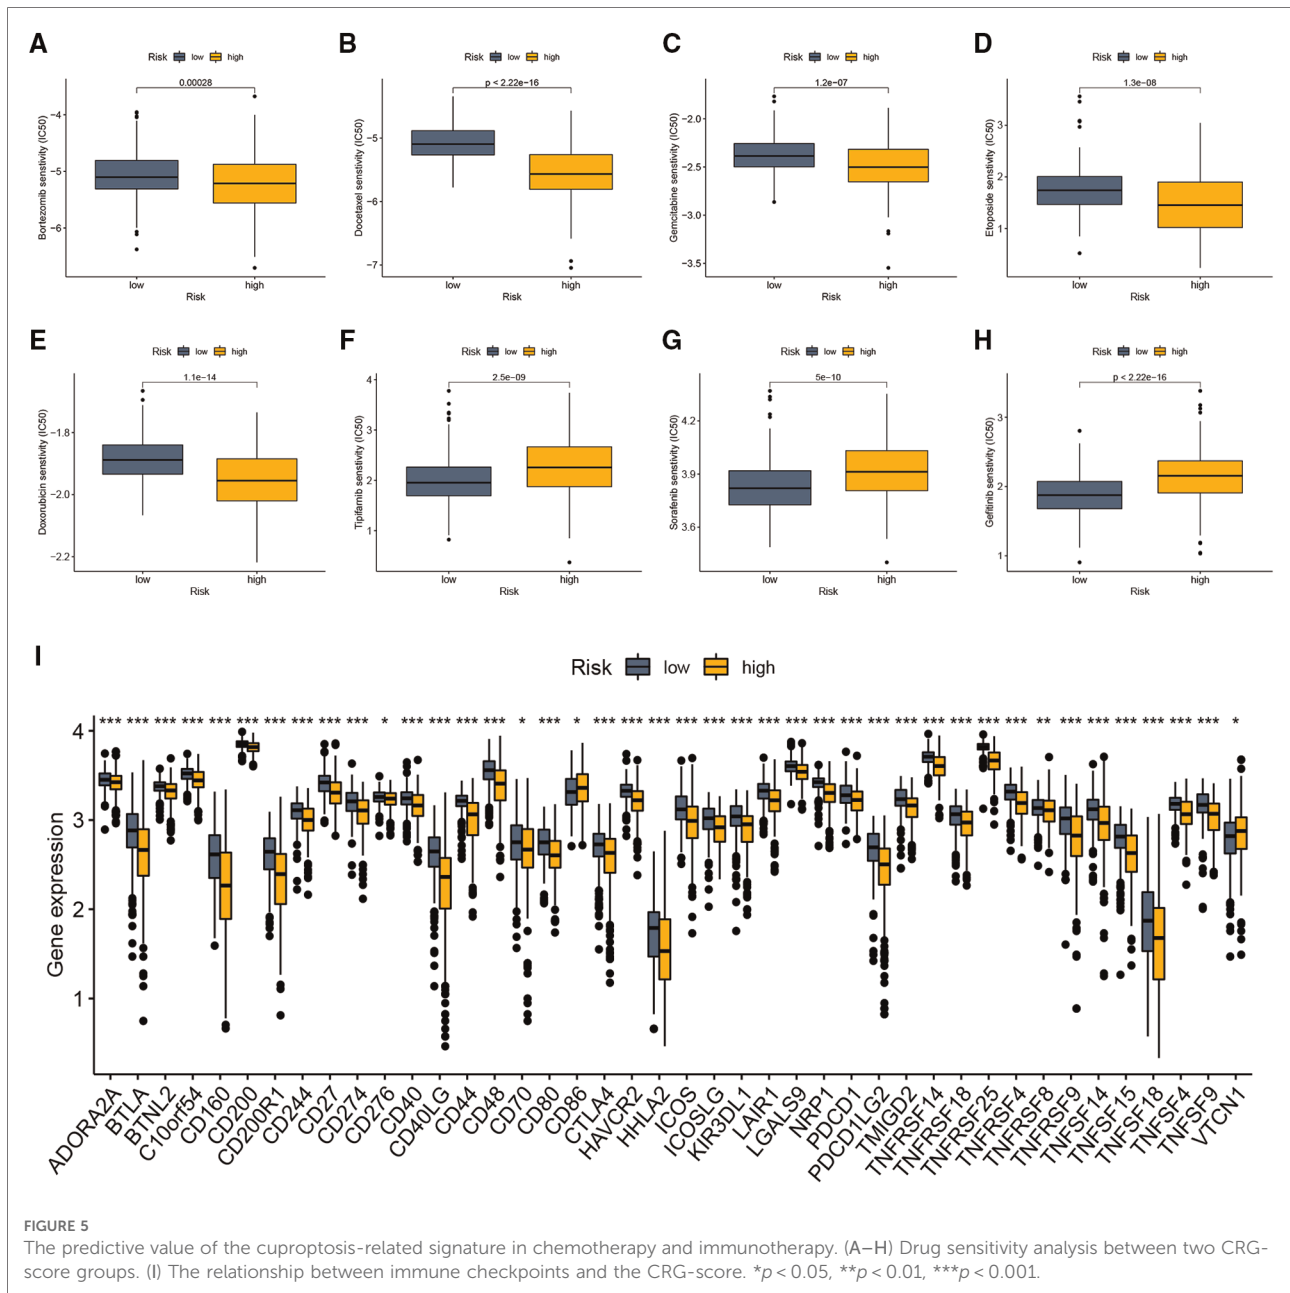 A
Risk low high
0.00028
Bortezomib senstivity (IC50)
−4
−5
−6
low high
Risk
B
Risk low high
p < 2.22e−16
Docetaxel senstivity (IC50)
−5
−6
−7
low high
Risk
C
Risk low high
1.2e−07
Gemcitabine senstivity (IC50)
−2.0
−2.5
−3.0
−3.5
low high
Risk
D
Risk low high
1.3e−08
Etoposide senstivity (IC50)
3
2
1
low high
Risk
E
Risk low high
1.1e−14
Doxorubicin senstivity (IC50)
−1.8
−2.0
−2.2
low high
Risk
F
Risk low high
2.5e−09
Tipifarnib senstivity (IC50)
4
3
2
1
low high
Risk
G
Risk low high
5e−10
Sorafenib senstivity (IC50)
4.2
3.9
3.6
low high
Risk
H
Risk low high
p < 2.22e−16
Gefitinib senstivity (IC50)
3
2
1
low high
Risk
I
Risk low high
*** *** *** *** *** *** *** *** *** *** * *** *** *** *** * *** * *** *** *** *** *** *** *** *** *** *** *** *** *** *** *** *** ** *** *** *** *** *** *** *
Gene expression
4
3
2
1
ADORA2A
BTLA
BTNL2
C10orf54
CD160
CD200
CD200R1
CD244
CD27
CD274
CD276
CD40
CD40LG
CD44
CD48
CD70
CD80
CD86
CTLA4
HAVCR2
HHLA2
ICOS
ICOSLG
KIR3DL1
LAIR1
LGALS9
NRP1
PDCD1
PDCD1LG2
TMIGD2
TNFRSF14
TNFRSF18
TNFRSF25
TNFRSF4
TNFRSF8
TNFRSF9
TNFSF14
TNFSF15
TNFSF18
TNFSF4
TNFSF9
VTCN1
FIGURE 5
The predictive value of the cuproptosis-related signature in chemotherapy and immunotherapy. (A–H) Drug sensitivity analysis between two CRG-
score groups. (I) The relationship between immune checkpoints and the CRG-score. *p < 0.05, **p < 0.01, ***p < 0.001.